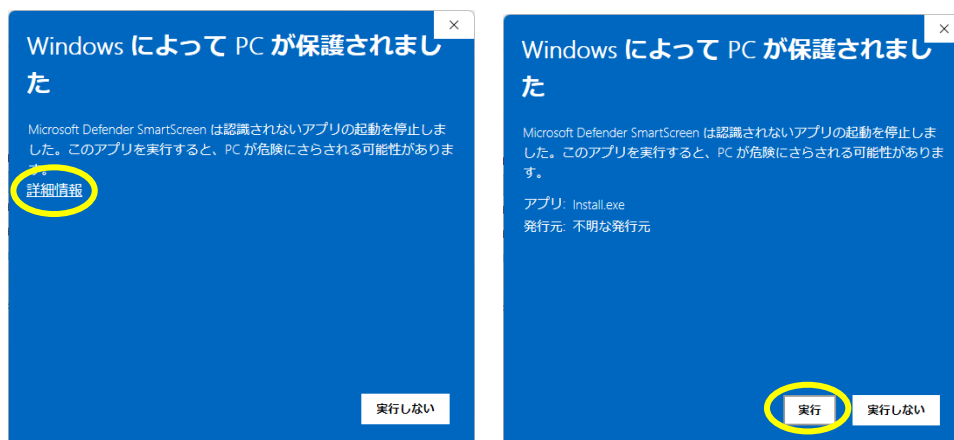 Windows によって PC が保護されまし
た
Microsoft Defender SmartScreen は認識されないアプリの起動を停止しま
した。このアプリを実行すると、PC が危険にさらされる可能性がありま
す。
詳細情報
実行しない
Windows によって PC が保護されまし
た
Microsoft Defender SmartScreen は認識されないアプリの起動を停止しま
した。このアプリを実行すると、PC が危険にさらされる可能性がありま
す。
アプリ: Install.exe
発行元: 不明な発行元
実行
実行しない